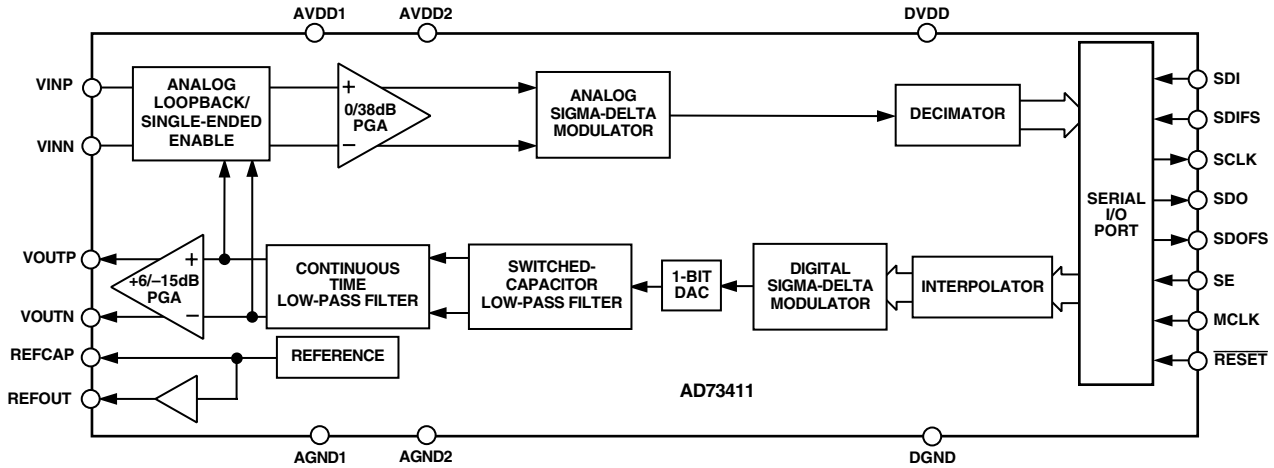 AVDD1
AVDD2
DVDD
VINP
VINN
ANALOG
LOOPBACK/
SINGLE-ENDED
ENABLE
+
0/38dB
PGA
−
ANALOG
SIGMA-DELTA
MODULATOR
DECIMATOR
SERIAL
I/O
PORT
SDI
SDIFS
SCLK
SDO
SDOFS
SE
MCLK
RESET
VOUTP
VOUTN
+
+6/–15dB
PGA
−
CONTINUOUS
TIME
LOW-PASS FILTER
SWITCHED-
CAPACITOR
LOW-PASS FILTER
1-BIT
DAC
DIGITAL
SIGMA-DELTA
MODULATOR
INTERPOLATOR
REFCAP
REFOUT
REFERENCE
AD73411
AGND1
AGND2
DGND